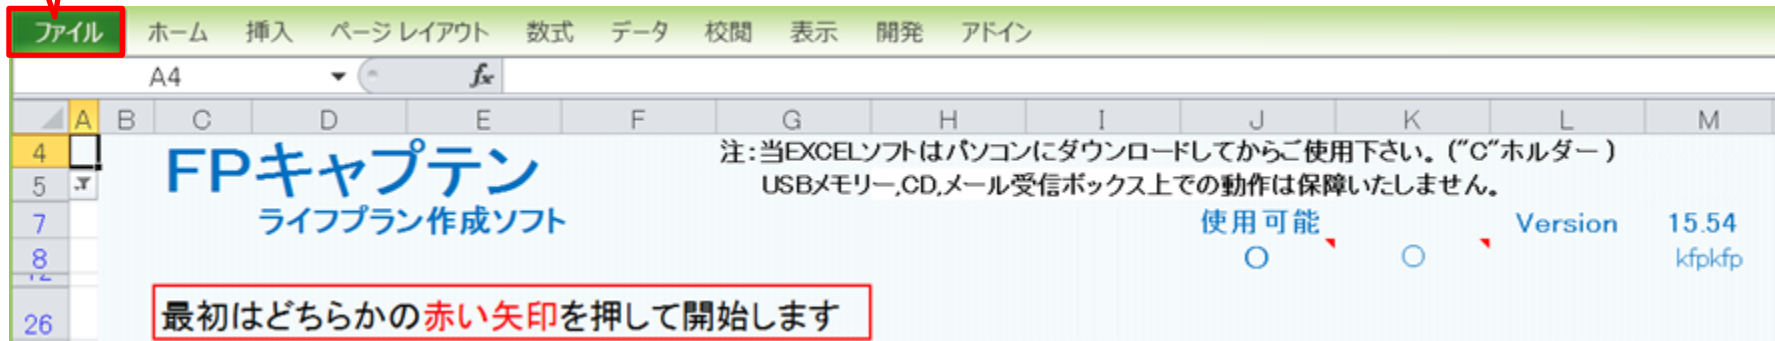 ファイル ホーム 挿入 ページ レイアウト 数式 データ 校閲 表示 開発 アドイン
A4 fx
A B C D E F G H I J K L M
4 FPキャプテン 注:当EXCELソフトはパソコンにダウンロードしてからご使用下さい。("C"ホルダー )
5 USBメモリー,CD,メール受信ボックス上での動作は保障いたしません。
7 ライフプラン作成ソフト 使用可能 Version 15.54
8 〇 〇 kfpkfp
26 最初はどちらかの赤い矢印を押して開始します